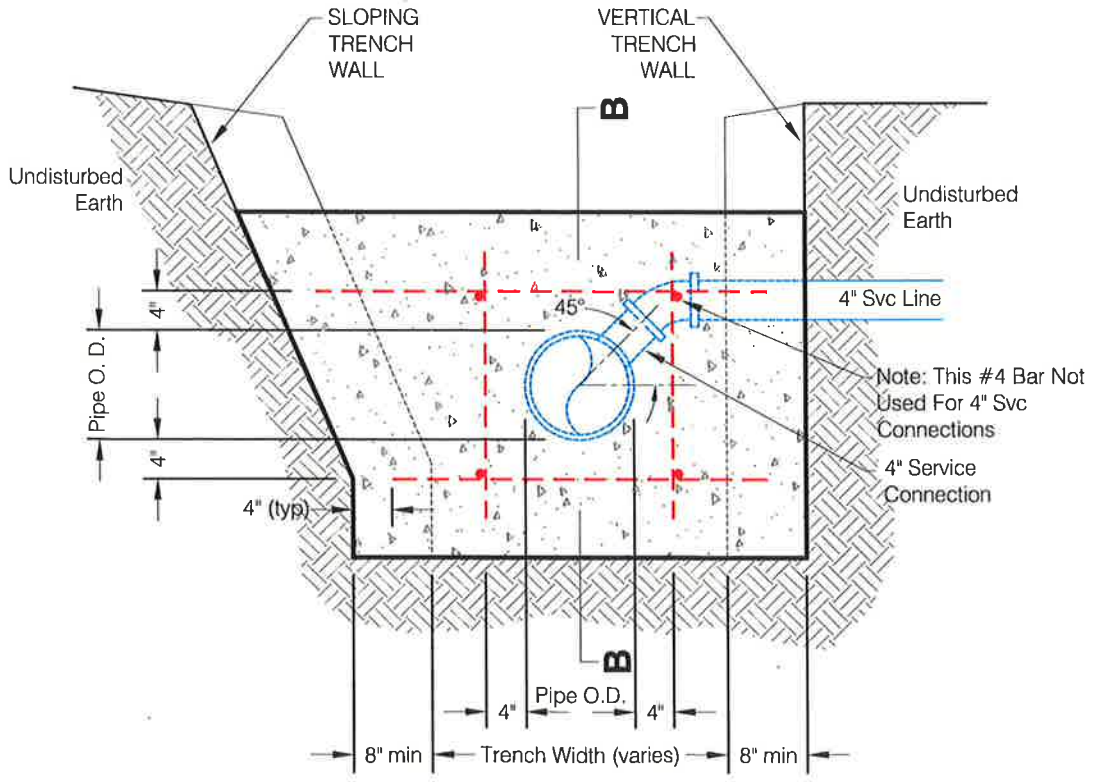 SLOPING
TRENCH
WALL
VERTICAL
TRENCH
WALL
B
Undisturbed
Earth
Undisturbed
Earth
4"
45°
4" Svc Line
Pipe O. D.
Note: This #4 Bar Not
Used For 4" Svc
Connections
4"
4" Service
Connection
4" (typ)
B
Pipe O.D.
4"
4"
8" min
Trench Width (varies)
8" min